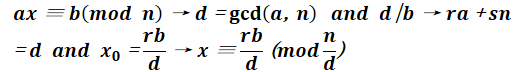 ax ≡ b(mod n) → d = gcd(a, n) and d/b → ra + sn
= d and x₀ = rb/d → x ≡ rb/d (mod n/d)